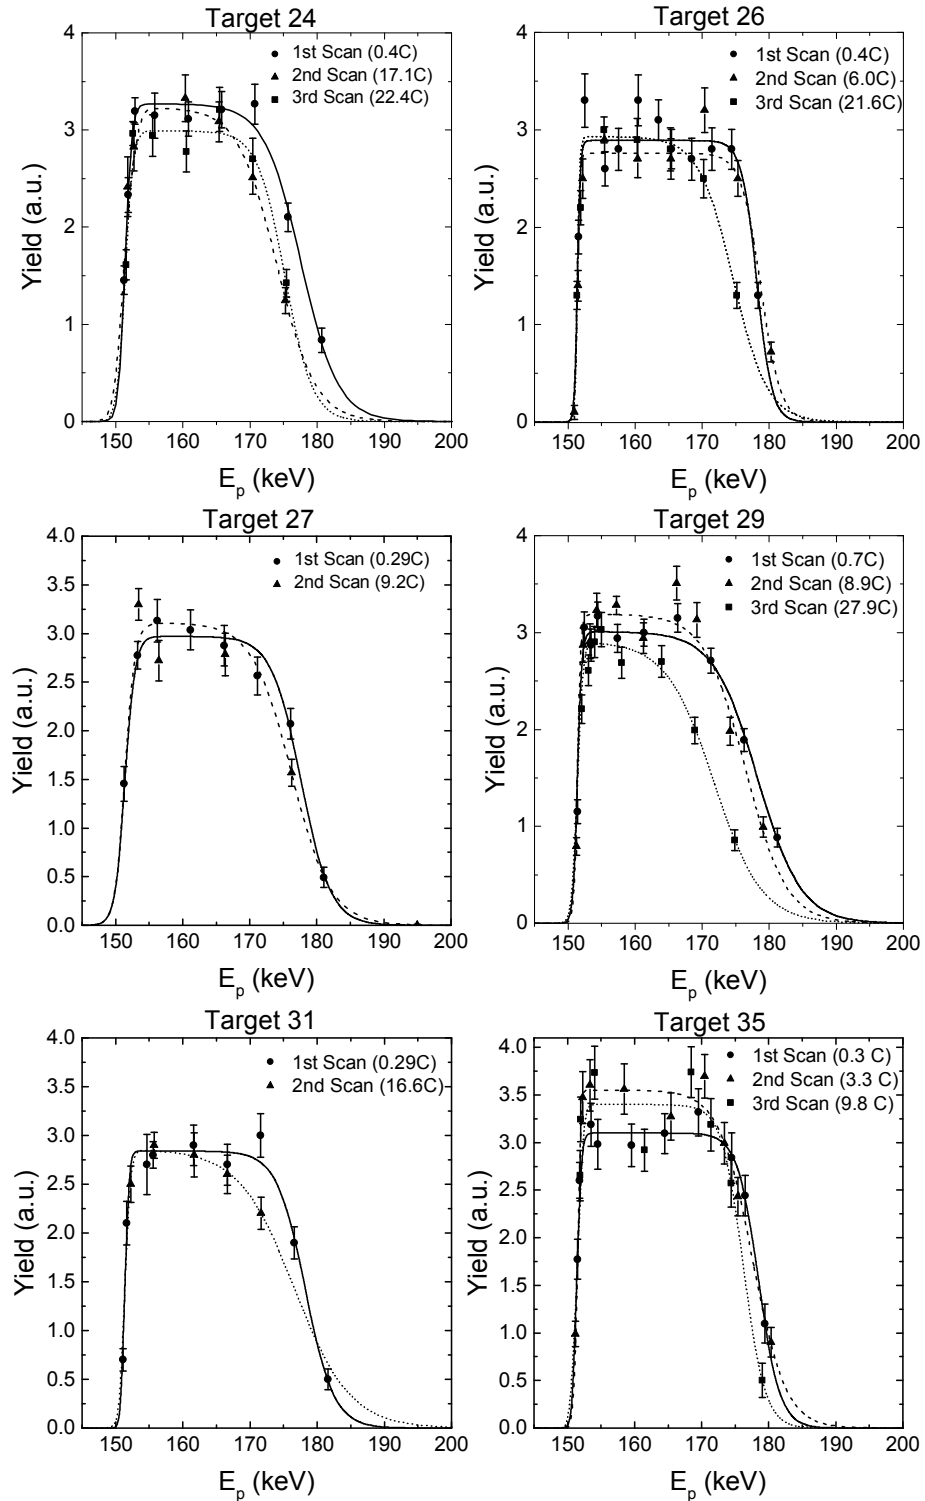 Target 24
4
3
2
1
0
Yield (a.u.)
1st Scan (0.4C)
2nd Scan (17.1C)
3rd Scan (22.4C)
150 160 170 180 190 200
E_p (keV)
Target 26
4
3
2
1
0
Yield (a.u.)
1st Scan (0.4C)
2nd Scan (6.0C)
3rd Scan (21.6C)
150 160 170 180 190 200
E_p (keV)
Target 27
4.0
3.5
3.0
2.5
2.0
1.5
1.0
0.5
0.0
Yield (a.u.)
1st Scan (0.29C)
2nd Scan (9.2C)
150 160 170 180 190 200
E_p (keV)
Target 29
4
3
2
1
0
Yield (a.u.)
1st Scan (0.7C)
2nd Scan (8.9C)
3rd Scan (27.9C)
150 160 170 180 190 200
E_p (keV)
Target 31
4.0
3.5
3.0
2.5
2.0
1.5
1.0
0.5
0.0
Yield (a.u.)
1st Scan (0.29C)
2nd Scan (16.6C)
150 160 170 180 190 200
E_p (keV)
Target 35
4.0
3.5
3.0
2.5
2.0
1.5
1.0
0.5
0.0
Yield (a.u.)
1st Scan (0.3 C)
2nd Scan (3.3 C)
3rd Scan (9.8 C)
150 160 170 180 190 200
E_p (keV)